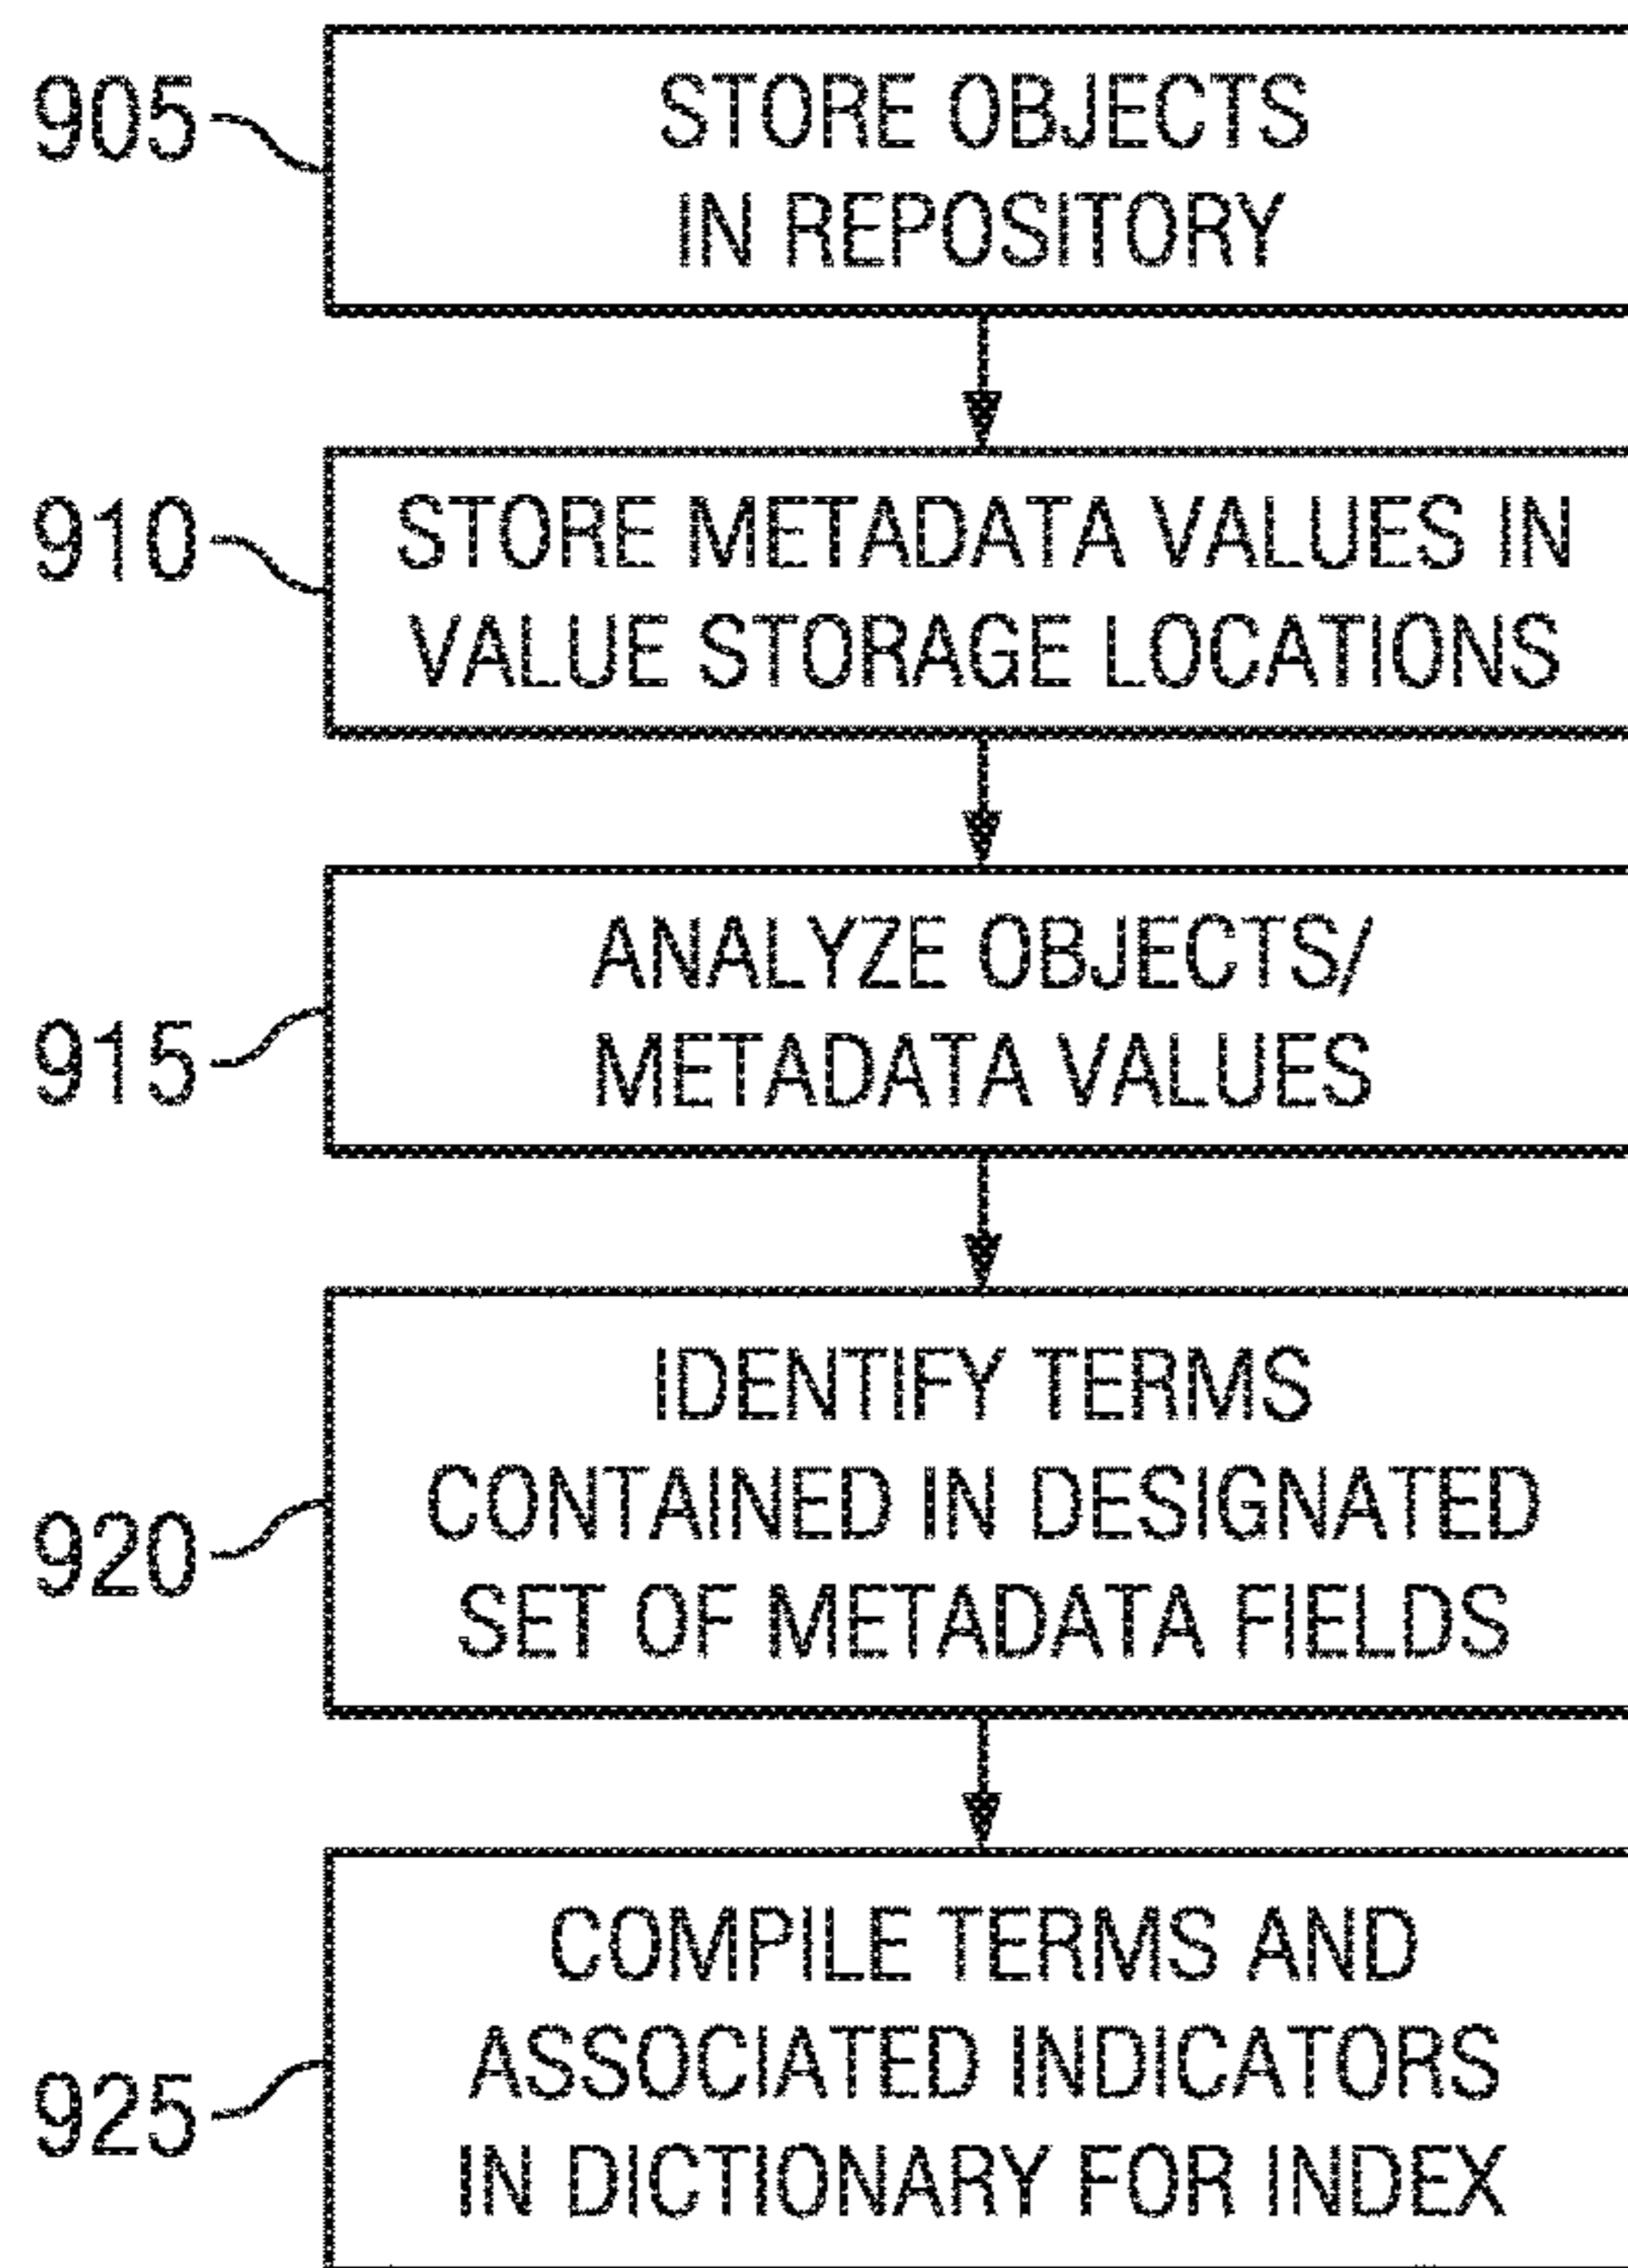 905
STORE OBJECTS
IN REPOSITORY
910
STORE METADATA VALUES IN
VALUE STORAGE LOCATIONS
915
ANALYZE OBJECTS/
METADATA VALUES
920
IDENTIFY TERMS
CONTAINED IN DESIGNATED
SET OF METADATA FIELDS
925
COMPILE TERMS AND
ASSOCIATED INDICATORS
IN DICTIONARY FOR INDEX